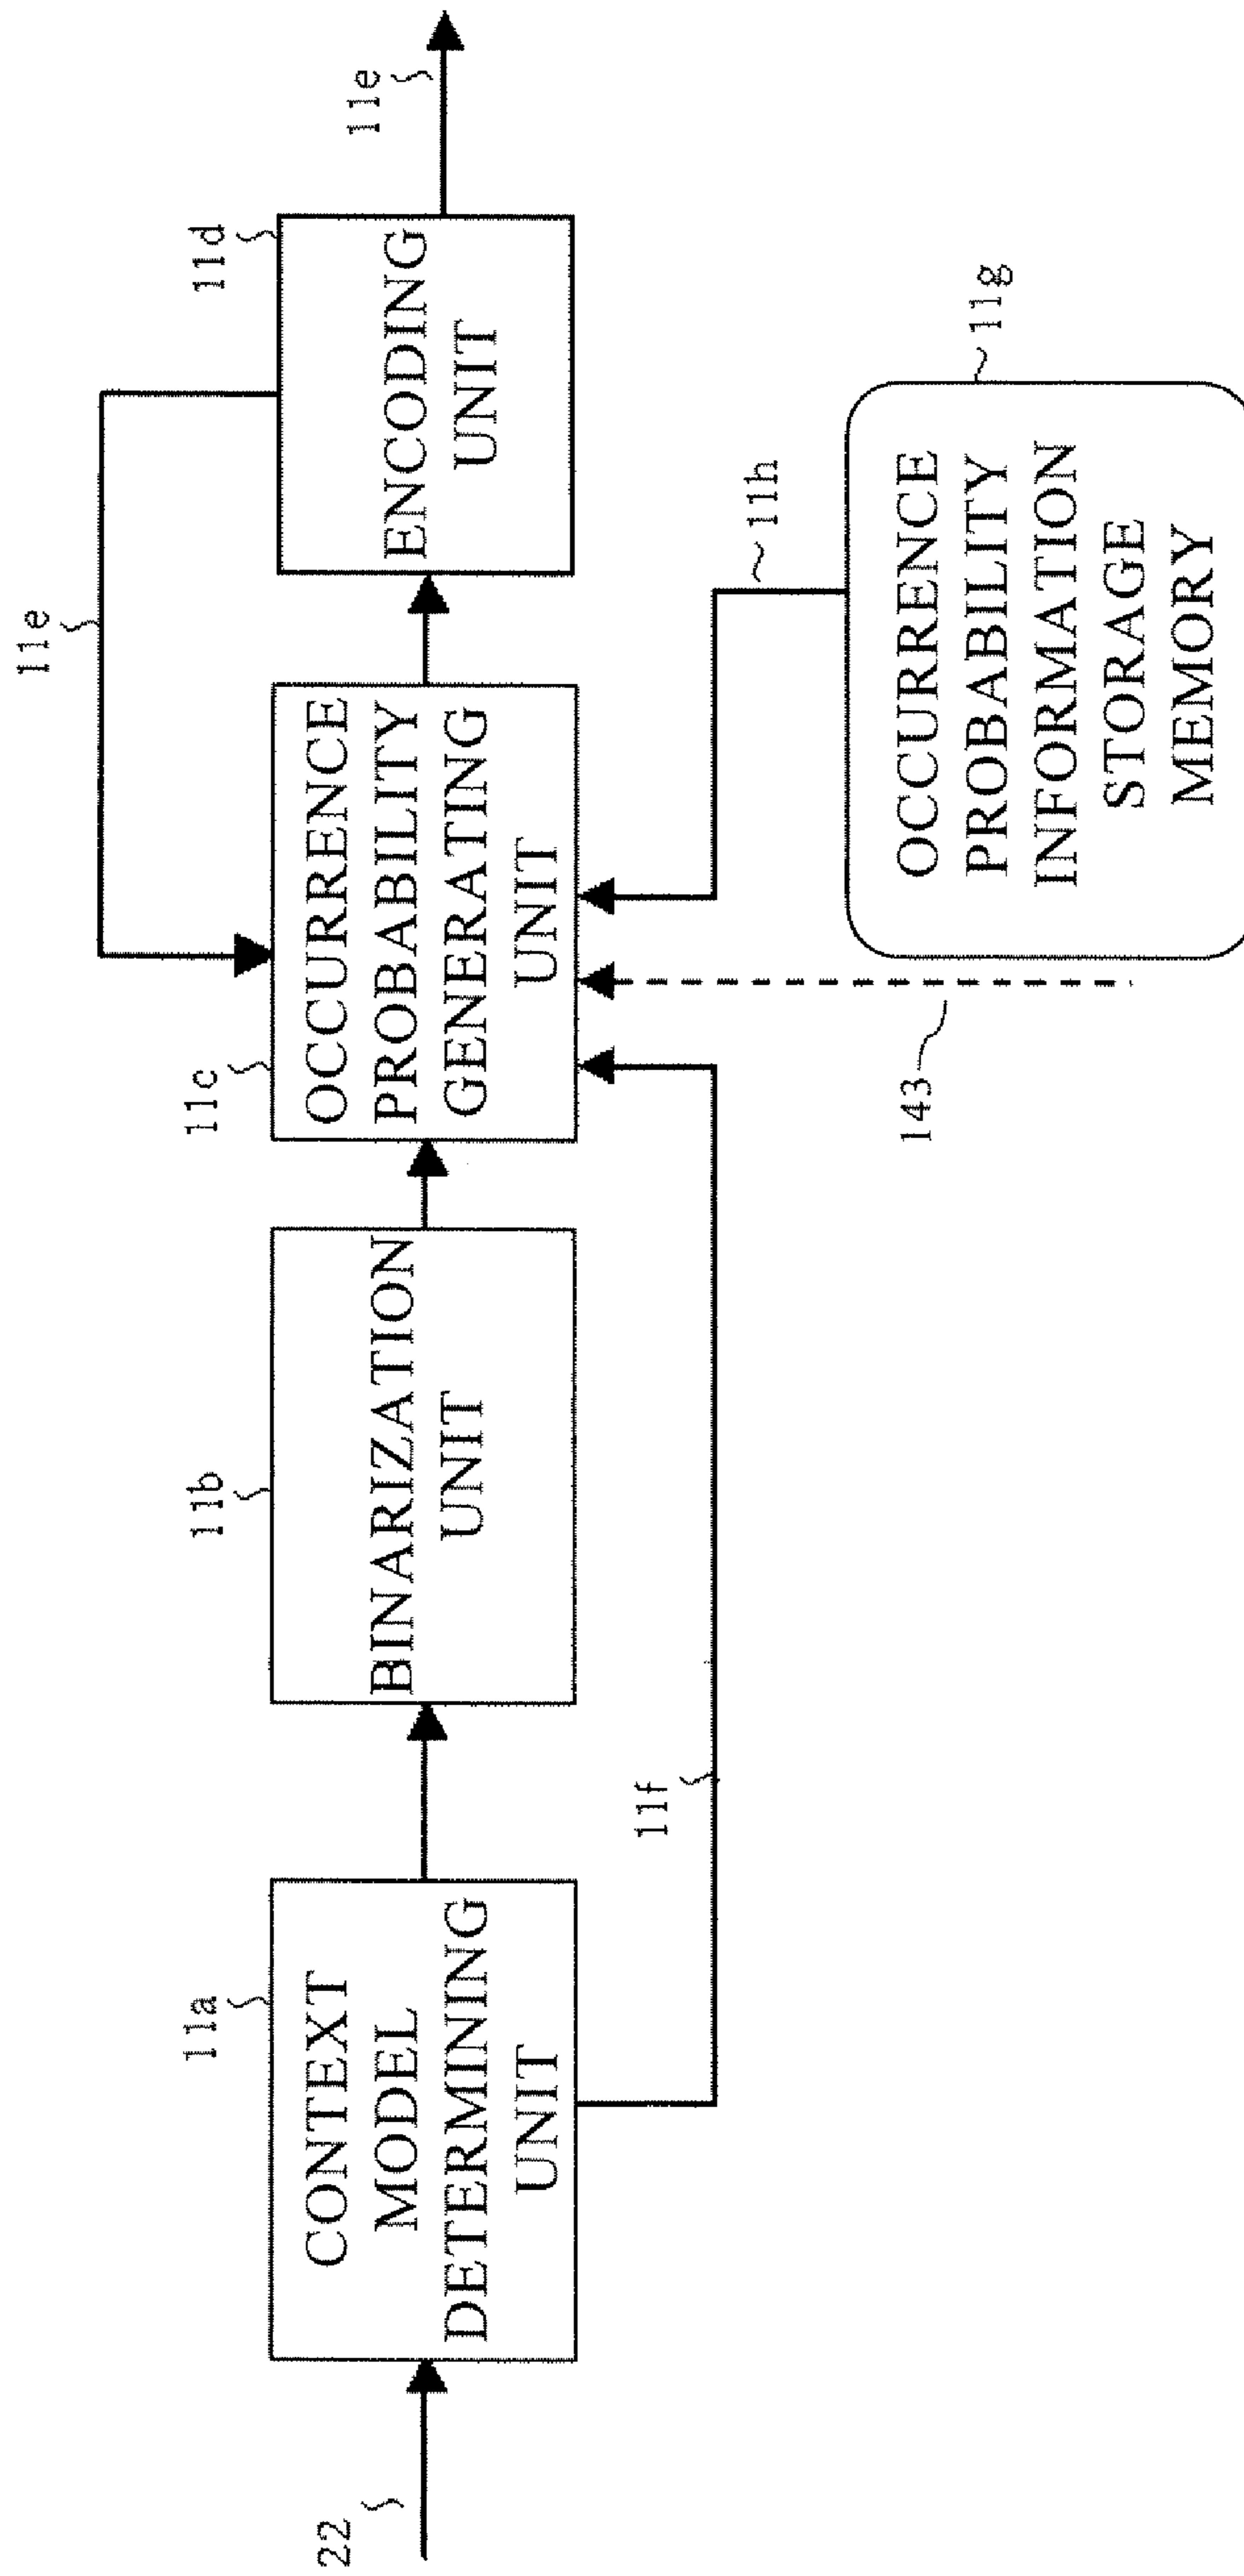 11e
11e
11d
ENCODING
UNIT
11c
OCCURRENCE
PROBABILITY
GENERATING
UNIT
11b
BINARIZATION
UNIT
11a
CONTEXT
MODEL
DETERMINING
UNIT
22
11f
143
11h
11g
OCCURRENCE
PROBABILITY
INFORMATION
STORAGE
MEMORY